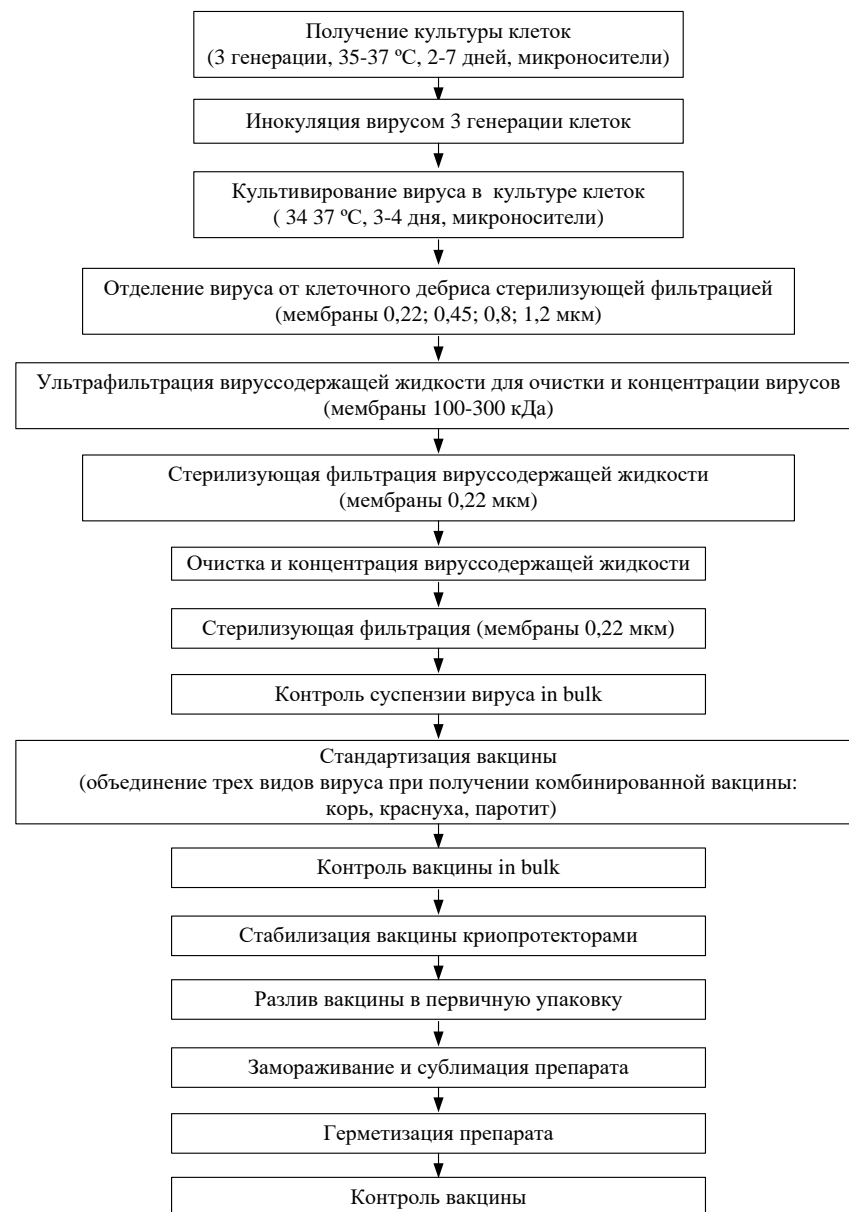 Получение культуры клеток
(3 генерации, 35-37 ºС, 2-7 дней, микроносители)
Инокуляция вирусом 3 генерации клеток
Культивирование вируса в культуре клеток
( 34 37 ºС, 3-4 дня, микроносители)
Отделение вируса от клеточного дебриса стерилизующей фильтрацией
(мембраны 0,22; 0,45; 0,8; 1,2 мкм)
Ультрафильтрация вируссодержащей жидкости для очистки и концентрации вирусов
(мембраны 100-300 кДа)
Стерилизующая фильтрация вируссодержащей жидкости
(мембраны 0,22 мкм)
Очистка и концентрация вируссодержащей жидкости
Стерилизующая фильтрация (мембраны 0,22 мкм)
Контроль суспензии вируса in bulk
Стандартизация вакцины
(объединение трех видов вируса при получении комбинированной вакцины:
корь, краснуха, паротит)
Контроль вакцины in bulk
Стабилизация вакцины криопротекторами
Разлив вакцины в первичную упаковку
Замораживание и сублимация препарата
Герметизация препарата
Контроль вакцины